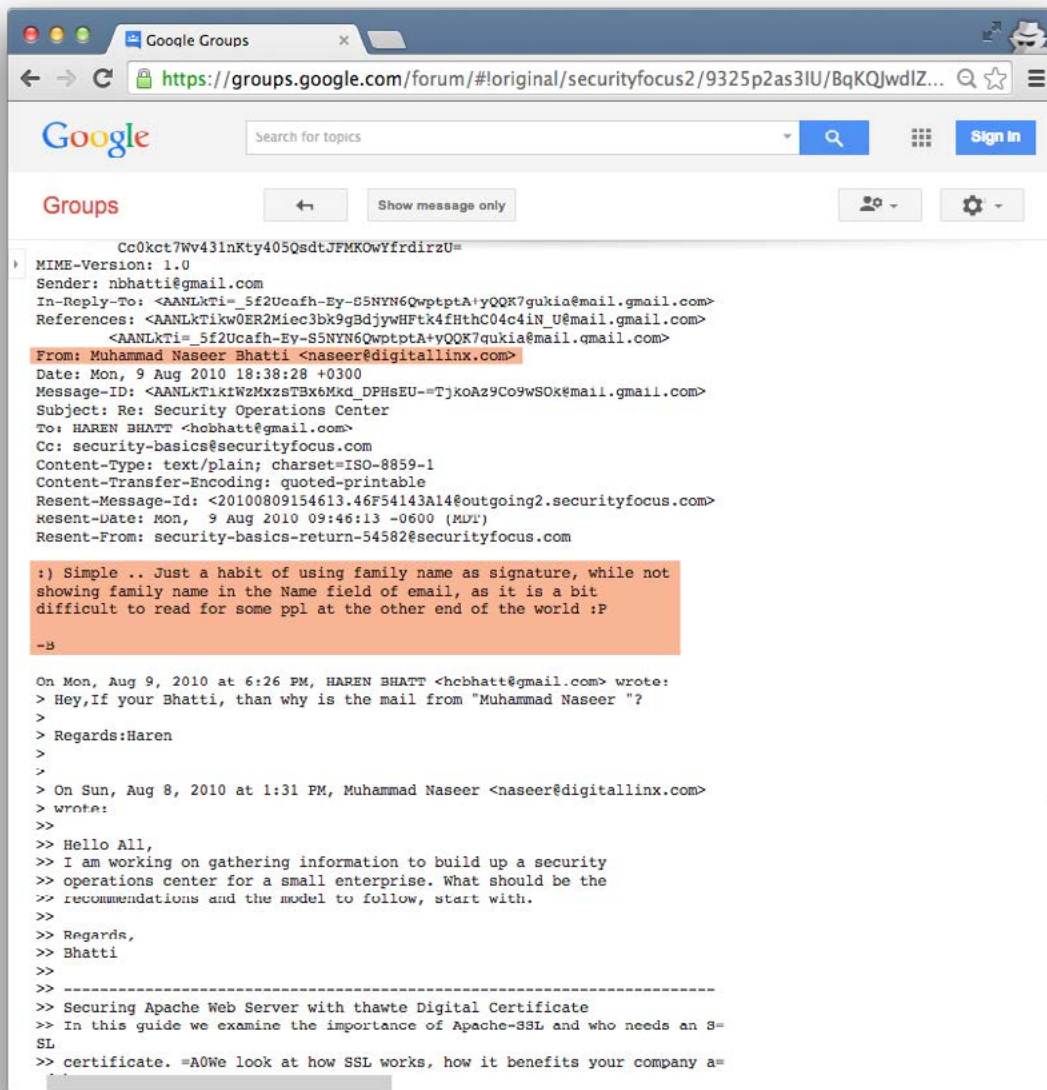 Google Groups
https://groups.google.com/forum/#!original/securityfocus2/9325p2as3IU/BqKQJwdlZ...
Google
Search for topics
Sign in
Groups
Show message only
Cc0kct7Wv431nKty405QsdtJFMKOwYfrdirzU=
MIME-Version: 1.0
Sender: nbhatti@gmail.com
In-Reply-To: <AANLkTi=_5f2Ucafh-Ey-S5NYN6QwptptA+yQQK7gukia@mail.gmail.com>
References: <AANLkTikw0ER2Miec3bk9gBdjywHFtk4fHthC04c4iN_U@mail.gmail.com>
<AANLkTi=_5f2Ucafh-Ey-S5NYN6QwptptA+yQQK7gukia@mail.gmail.com>
From: Muhammad Naseer Bhatti <naseer@digitallinx.com>
Date: Mon, 9 Aug 2010 18:38:28 +0300
Message-ID: <AANLkTikfWzMxzsTBx6Mkd_DPHsEU-=TjkoAz9Co9wSOk@mail.gmail.com>
Subject: Re: Security Operations Center
To: HAREN BHATT <hcbhatt@gmail.com>
Cc: security-basics@securityfocus.com
Content-Type: text/plain; charset=ISO-8859-1
Content-Transfer-Encoding: quoted-printable
Resent-Message-Id: <20100809154613.46F54143A14@outgoing2.securityfocus.com>
Resent-Date: Mon,  9 Aug 2010 09:46:13 -0600 (MDT)
Resent-From: security-basics-return-54582@securityfocus.com
:) Simple .. Just a habit of using family name as signature, while not
showing family name in the Name field of email, as it is a bit
difficult to read for some ppl at the other end of the world :P
-B
On Mon, Aug 9, 2010 at 6:26 PM, HAREN BHATT <hcbhatt@gmail.com> wrote:
> Hey,If your Bhatti, than why is the mail from "Muhammad Naseer "?
>
> Regards:Haren
>
>
> On Sun, Aug 8, 2010 at 1:31 PM, Muhammad Naseer <naseer@digitallinx.com>
> wrote:
>>
>> Hello All,
>> I am working on gathering information to build up a security
>> operations center for a small enterprise. What should be the
>> recommendations and the model to follow, start with.
>>
>> Regards,
>> Bhatti
>>
>> ------------------------------------------------------------------------
>> Securing Apache Web Server with thawte Digital Certificate
>> In this guide we examine the importance of Apache-SSL and who needs an S=
SL
>> certificate. =A0We look at how SSL works, how it benefits your company a=